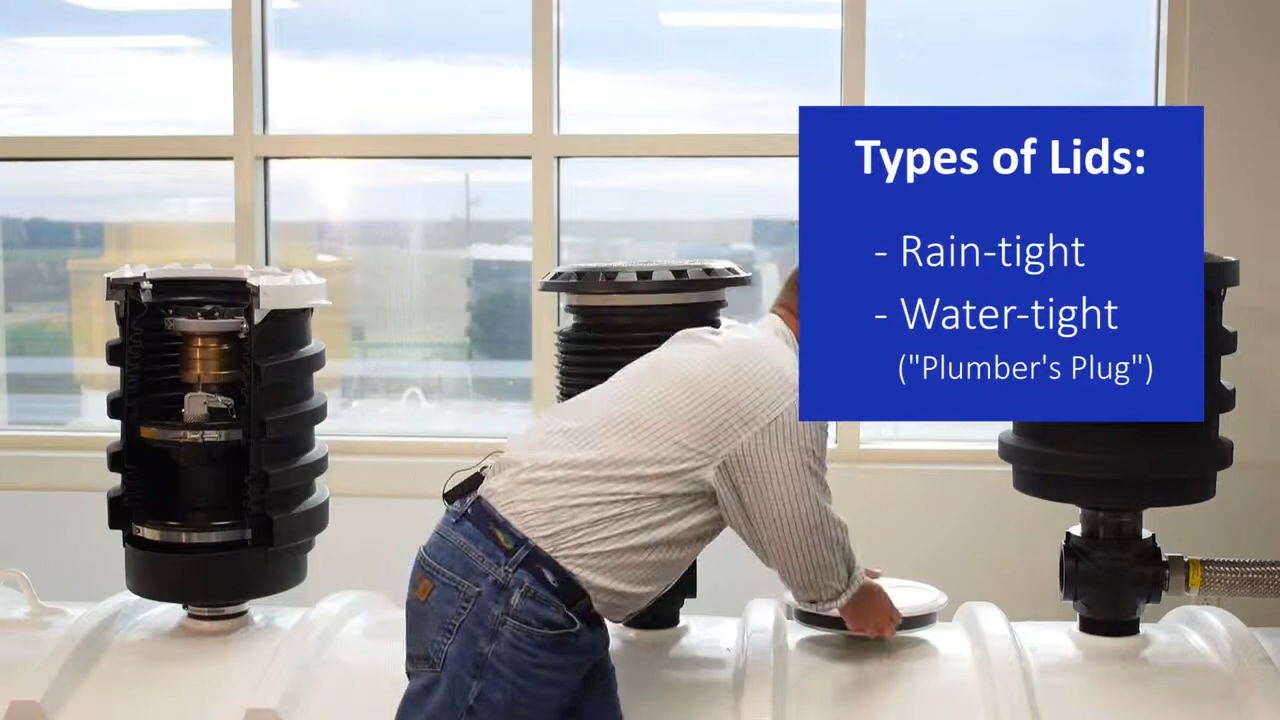 Types of Lids:
- Rain-tight
- Water-tight
("Plumber's Plug")